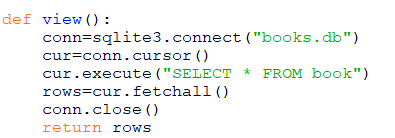 def view():
    conn=sqlite3.connect("books.db")
    cur=conn.cursor()
    cur.execute("SELECT * FROM book")
    rows=cur.fetchall()
    conn.close()
    return rows